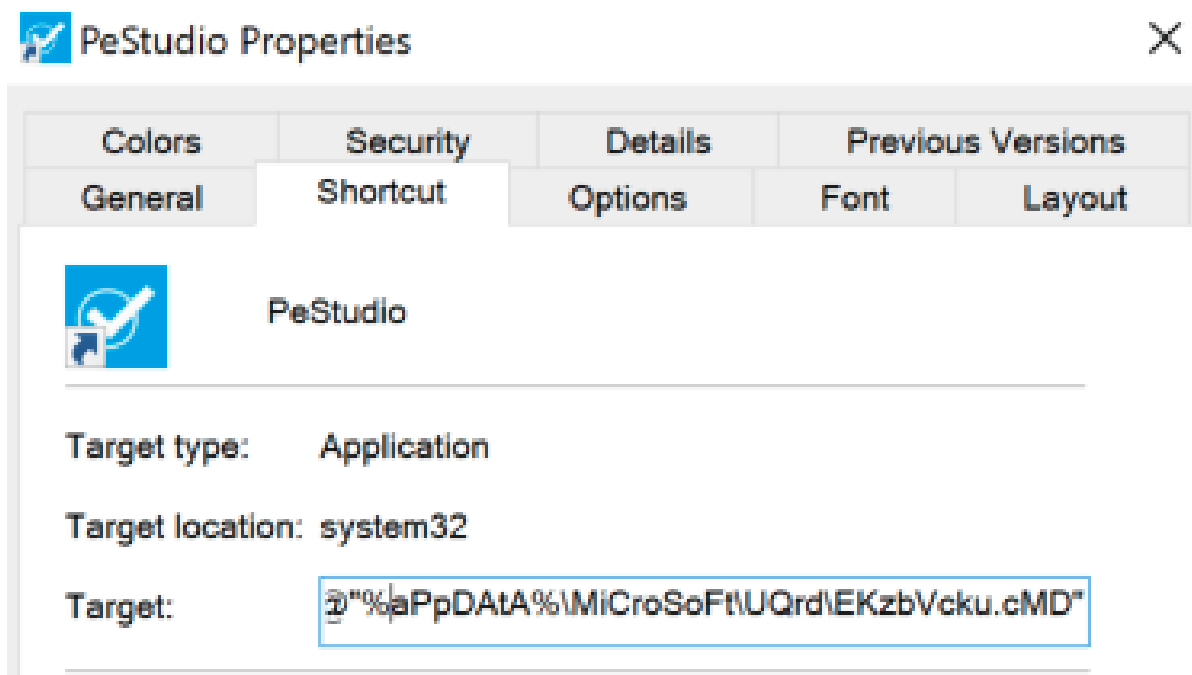 PeStudio Properties
Colors Security Details Previous Versions
General Shortcut Options Font Layout
PeStudio
Target type: Application
Target location: system32
Target: @"%aPpDAtA%\MiCroSoFt\UQrd\EKzbVcku.cMD"